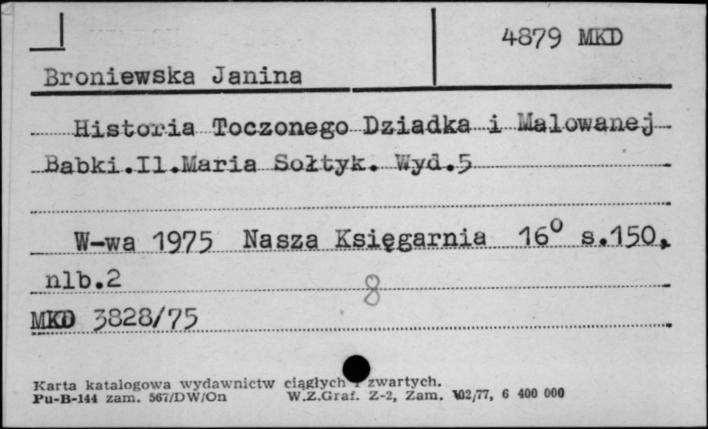 4879 MKD
Broniewska Janina
Historia Toczonego Dziadka i Malowanej
Babki.Il.Maria Sołtyk. Wyd.5
W-wa 1975 Nasza Księgarnia 16° s.150,
nlb.2
8
MKD 3828/75
Karta katalogowa wydawnictw ciągłych i zwartych.
Pu-B-144 zam. 567/DW/On W.Z.Graf. Z-2, Zam. 102/77, 6 400 000